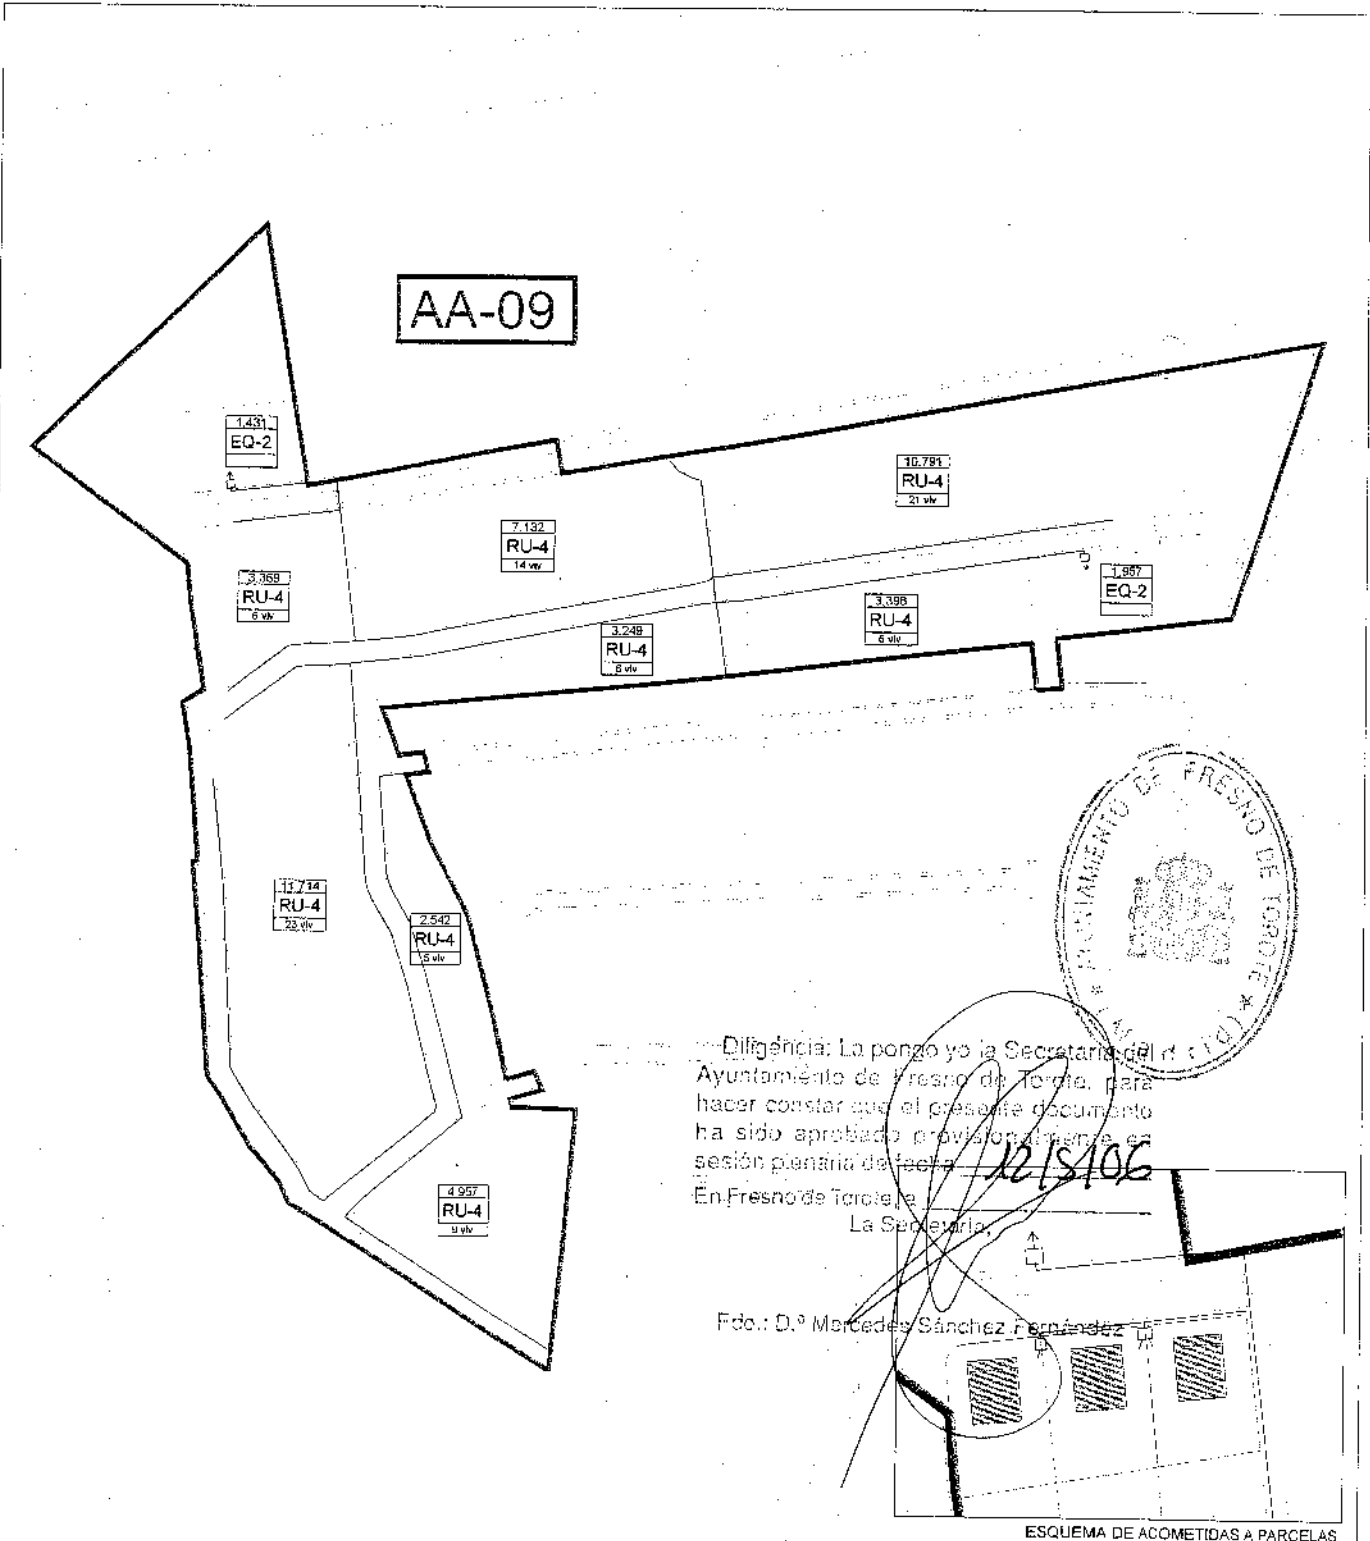 AA-09
1.431
EQ-2
10.791
RU-4
21 viv
7.132
RU-4
14 viv
3.369
RU-4
6 viv
1.957
EQ-2
3.398
RU-4
6 viv
3.249
RU-4
6 viv
11.714
RU-4
23 viv
2.542
RU-4
5 viv
4.957
RU-4
9 viv
AYUNTAMIENTO DE FRESNO DE TOROTE
Diligencia: La pongo yo la Secretaria del
Ayuntamiento de Fresno de Torote, para
hacer constar que el presente documento
ha sido aprobado provisionalmente en
sesión plenaria de fecha 12/5/06
En Fresno de Torote, a
La Secretaria,
Fdo.: D.ª Mercedes Sánchez Fernández
ESQUEMA DE ACOMETIDAS A PARCELAS